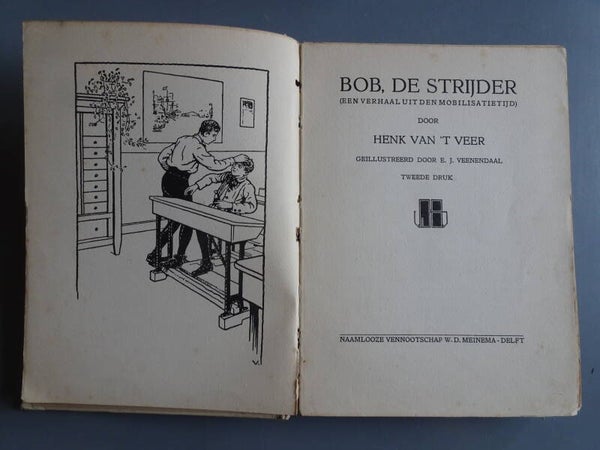 BOB, DE STRIJDER
(EEN VERHAAL UIT DEN MOBILISATIETIJD)
DOOR
HENK VAN 'T VEER
GEÏLLUSTREERD DOOR E. J. VEENENDAAL
TWEEDE DRUK
NAAMLOOZE VENNOOTSCHAP W. D. MEINEMA - DELFT